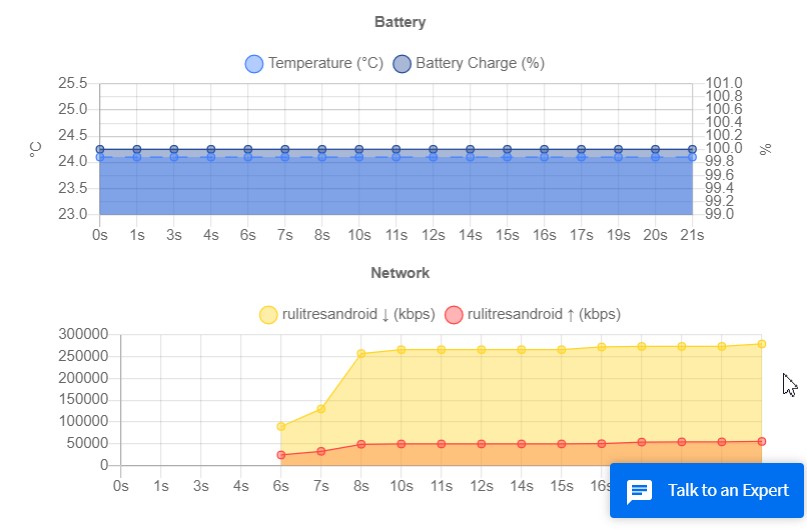 Battery
Temperature (°C) Battery Charge (%)
25.5 101.0
100.8
25.0 100.6
100.4
24.5 100.2
°C 100.0 %
24.0 99.8
99.6
23.5 99.4
99.2
23.0 99.0
0s 1s 3s 4s 6s 7s 8s 10s 11s 12s 14s 15s 16s 17s 19s 20s 21s
Network
rulitresandroid ↓ (kbps) rulitresandroid ↑ (kbps)
300000
250000
200000
150000
100000
50000
0
0s 1s 3s 4s 6s 7s 8s 10s 11s 12s 14s 15s 16s
Talk to an Expert